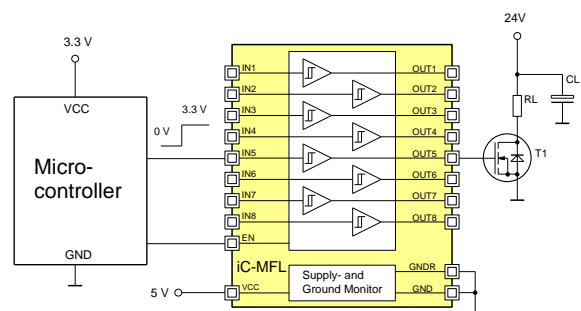 24V
3.3 V
CL
RL
T1
VCC
3.3 V
0 V
Micro-
controller
GND
IN1
IN2
IN3
IN4
IN5
IN6
IN7
IN8
EN
OUT1
OUT2
OUT3
OUT4
OUT5
OUT6
OUT7
OUT8
iC-MFL
GNDR
5 V
VCC
Supply- and
Ground Monitor
GND